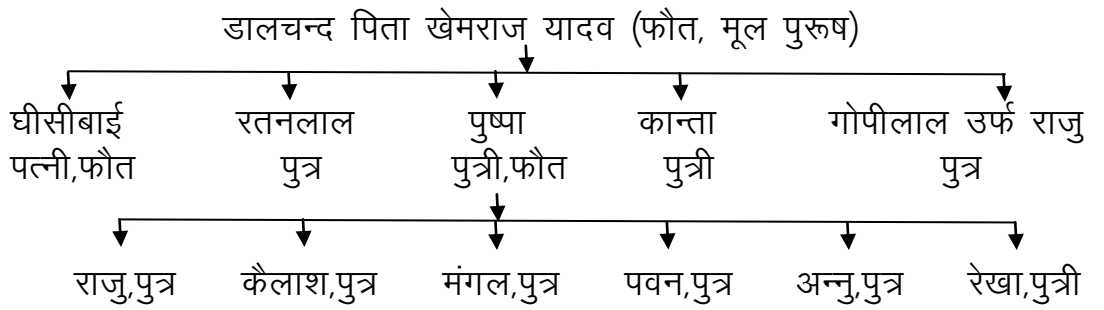 डालचन्द पिता खेमराज यादव (फौत, मूल पुरूष)
घीसीबाई रतनलाल पुष्पा कान्ता गोपीलाल उर्फ राजु
पत्नी,फौत पुत्र पुत्री,फौत पुत्री पुत्र
राजु,पुत्र कैलाश,पुत्र मंगल,पुत्र पवन,पुत्र अन्नु,पुत्र रेखा,पुत्री